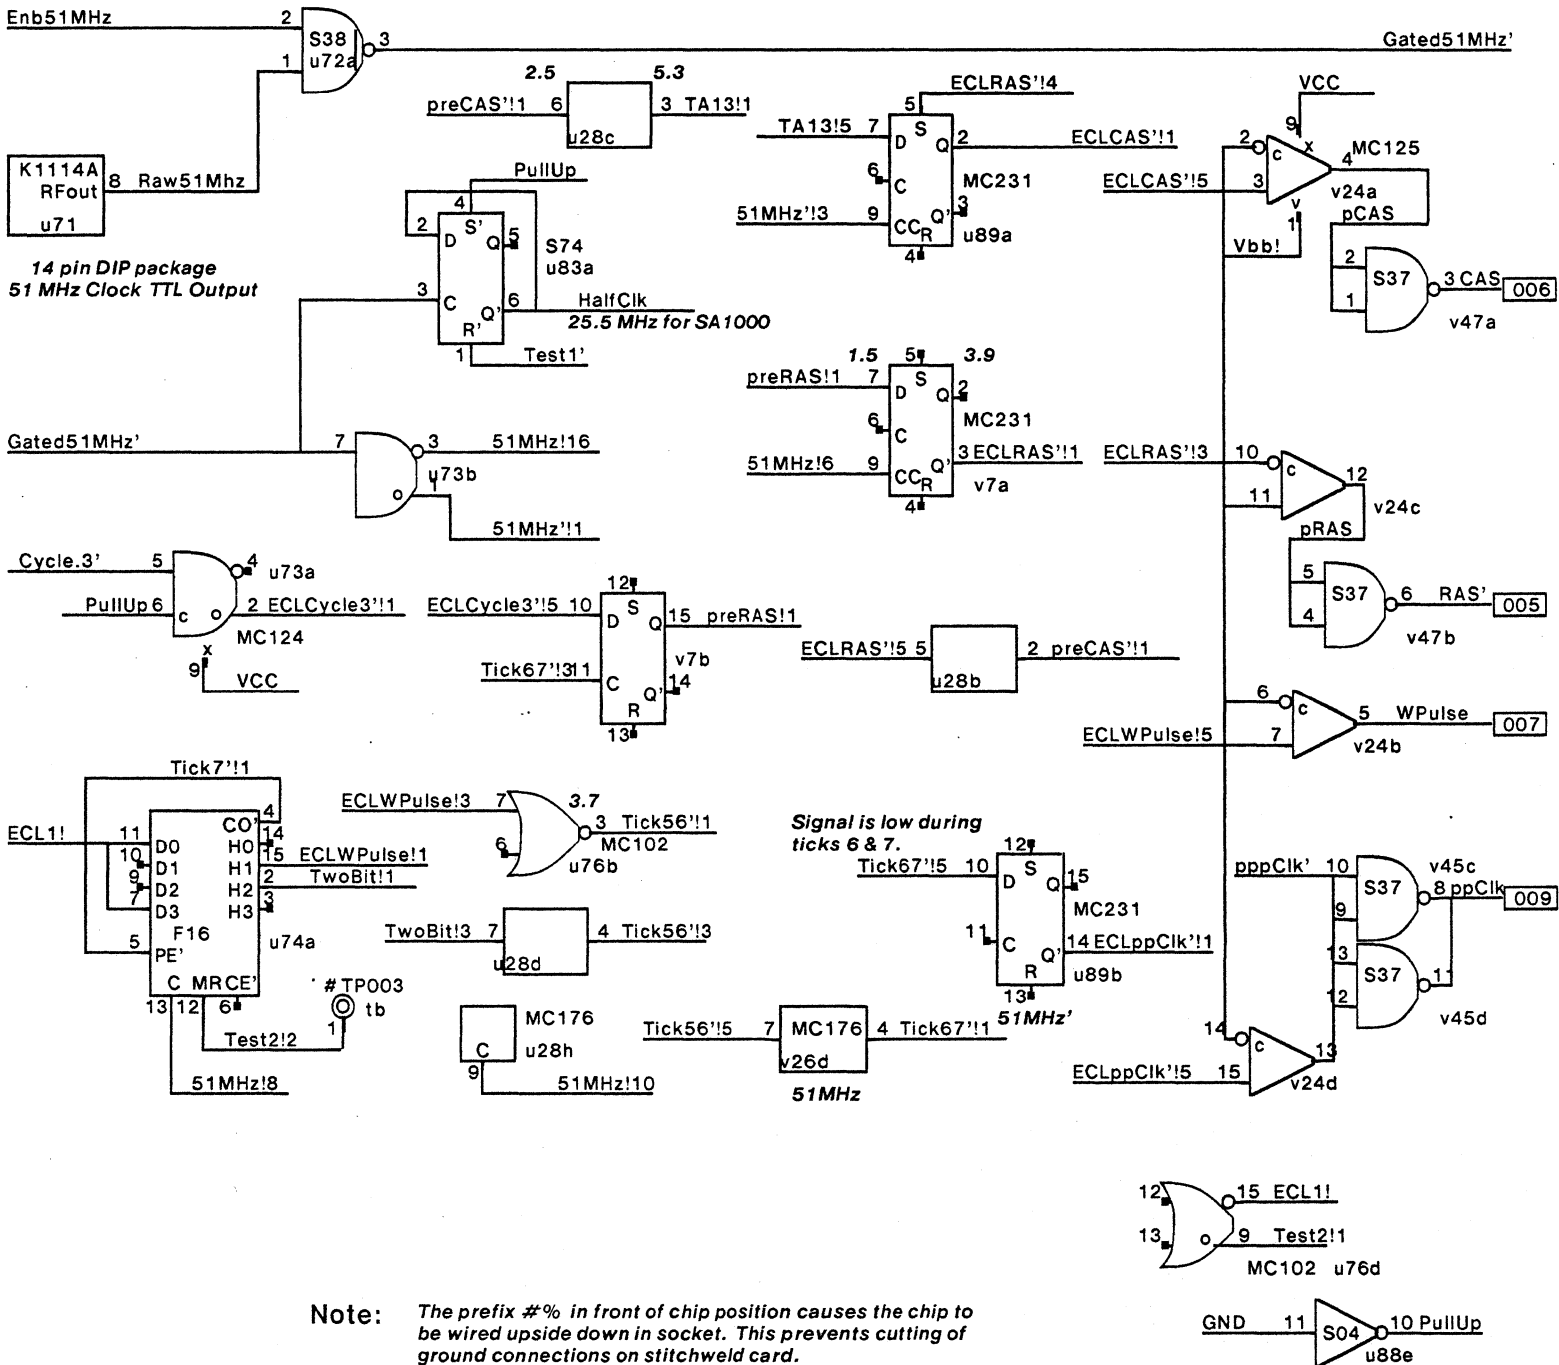 Enb51MHz 2
S38
u72a
3
Gated51MHz'
1
K1114A
RFout
u71
8 Raw51Mhz
14 pin DIP package
51 MHz Clock TTL Output
2.5 5.3
preCAS'!1 6
u28c
3 TA13!1
PullUp
4
2
D S' Q 5
S74
u83a
3
C Q' 6
R'
HalfClk
25.5 MHz for SA1000
1 Test1'
ECLRAS'!4
5
TA13!5 7
D S Q 2
ECLCAS'!1
6
C
MC231
51MHz'!3 9
CC R Q' 3
u89a
4
VCC
9
2
c x
4 MC125
ECLCAS'!5 3
v24a
v
1
pCAS
Vbb!
2
S37
1
3 CAS 006
v47a
1.5 5 3.9
preRAS!1 7
D S Q 2
6
C
MC231
51MHz!6 9
CC R Q'
3 ECLRAS'!1
v7a
4
Gated51MHz' 7
3 51MHz!16
u73b
1
51MHz'!1
ECLRAS'!3 10
c
12
11
v24c
pRAS
5
S37
4
6 RAS' 005
v47b
Cycle.3' 5
4
u73a
PullUp 6
c
2 ECLCycle3'!1
MC124
x
9
VCC
12
ECLCycle3'!5 10
D S Q
15 preRAS!1
Tick67'!3 11
C Q' 14
v7b
R
13
ECLRAS'!5 5
u28b
2 preCAS'!1
6
c
5 WPulse 007
ECLWPulse!5 7
v24b
Tick7'!1
4
ECL1! 11
D0 CO'
14
10
D1 H0
15 ECLWPulse!1
9
D2 H1
2 TwoBit!1
7
D3 H2
3
H3
F16
u74a
5
PE'
C MR CE'
13 12 6
#TP003
tb
1
Test2!2
51MHz!8
ECLWPulse!3 7
3.7
3 Tick56'!1
6
MC102
u76b
TwoBit!3 7
u28d
4 Tick56'!3
MC176
C
u28h
9
51MHz!10
Signal is low during
ticks 6 & 7.
12
Tick67'!5 10
D S Q 15
MC231
11
C Q'
14 ECLppClk'!1
R
u89b
13
51MHz'
Tick56'!5 7
MC176
v26d
4 Tick67'!1
51MHz
pppClk' 10
v45c
S37
8 ppClk 009
9
13
S37
11
12
v45d
14
c
13
ECLppClk'!5 15
v24d
12
15 ECL1!
13
9 Test2!1
MC102 u76d
GND 11
S04
10 PullUp
u88e
Note: The prefix #% in front of chip position causes the chip to
be wired upside down in socket. This prevents cutting of
ground connections on stitchweld card.